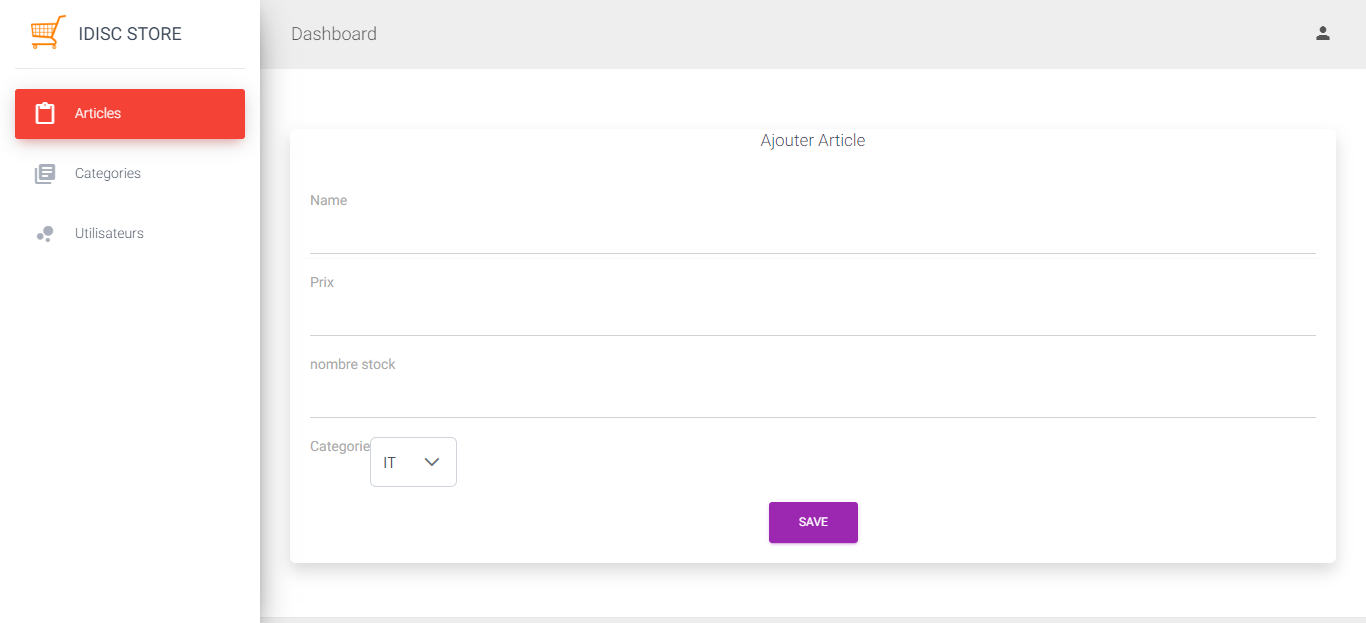 IDISC STORE
Dashboard
Articles
Categories
Utilisateurs
Ajouter Article
Name
Prix
nombre stock
Categorie
IT
SAVE